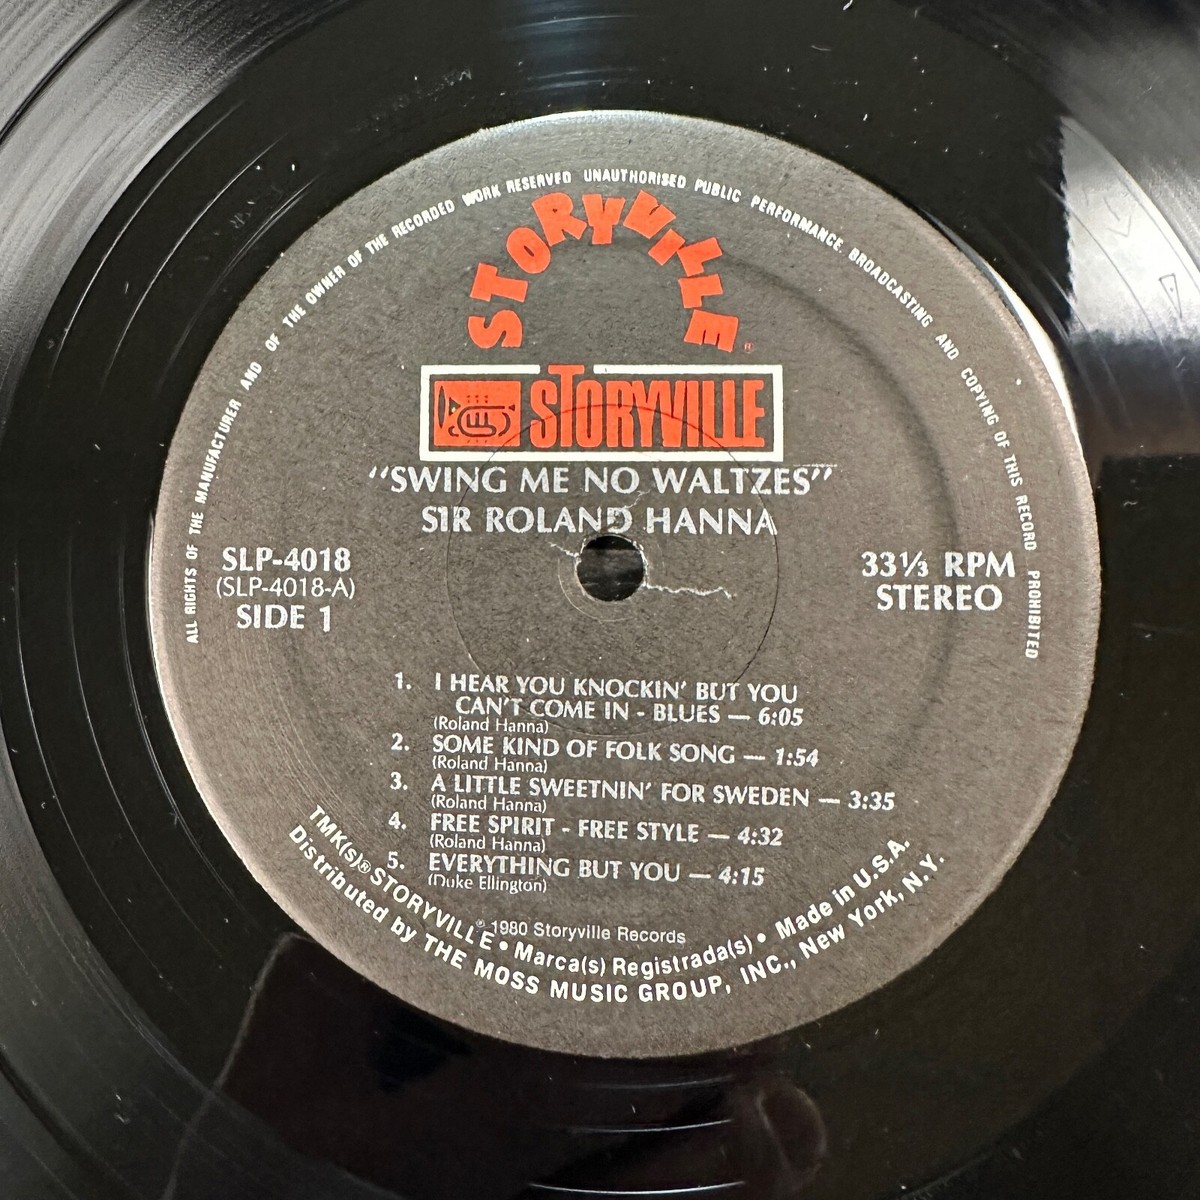 ALL RIGHTS OF THE MANUFACTURER AND OF THE OWNER OF THE RECORDED WORK RESERVED UNAUTHORISED PUBLIC PERFORMANCE. BROADCASTING AND COPYING OF THIS RECORD PROHIBITED
STORYVILLE®
STORYVILLE
"SWING ME NO WALTZES"
SIR ROLAND HANNA
SLP-4018
(SLP-4018-A)
SIDE 1
33⅓ RPM
STEREO
1. I HEAR YOU KNOCKIN' BUT YOU
CAN'T COME IN - BLUES — 6:05
(Roland Hanna)
2. SOME KIND OF FOLK SONG — 1:54
(Roland Hanna)
3. A LITTLE SWEETNIN' FOR SWEDEN — 3:35
(Roland Hanna)
4. FREE SPIRIT - FREE STYLE — 4:32
(Roland Hanna)
5. EVERYTHING BUT YOU — 4:15
(Duke Ellington)
℗ 1980 Storyville Records
TMK(s)® STORYVILLE • Marca(s) Registrada(s) • Made in U.S.A.
Distributed by THE MOSS MUSIC GROUP, INC., New York, N.Y.